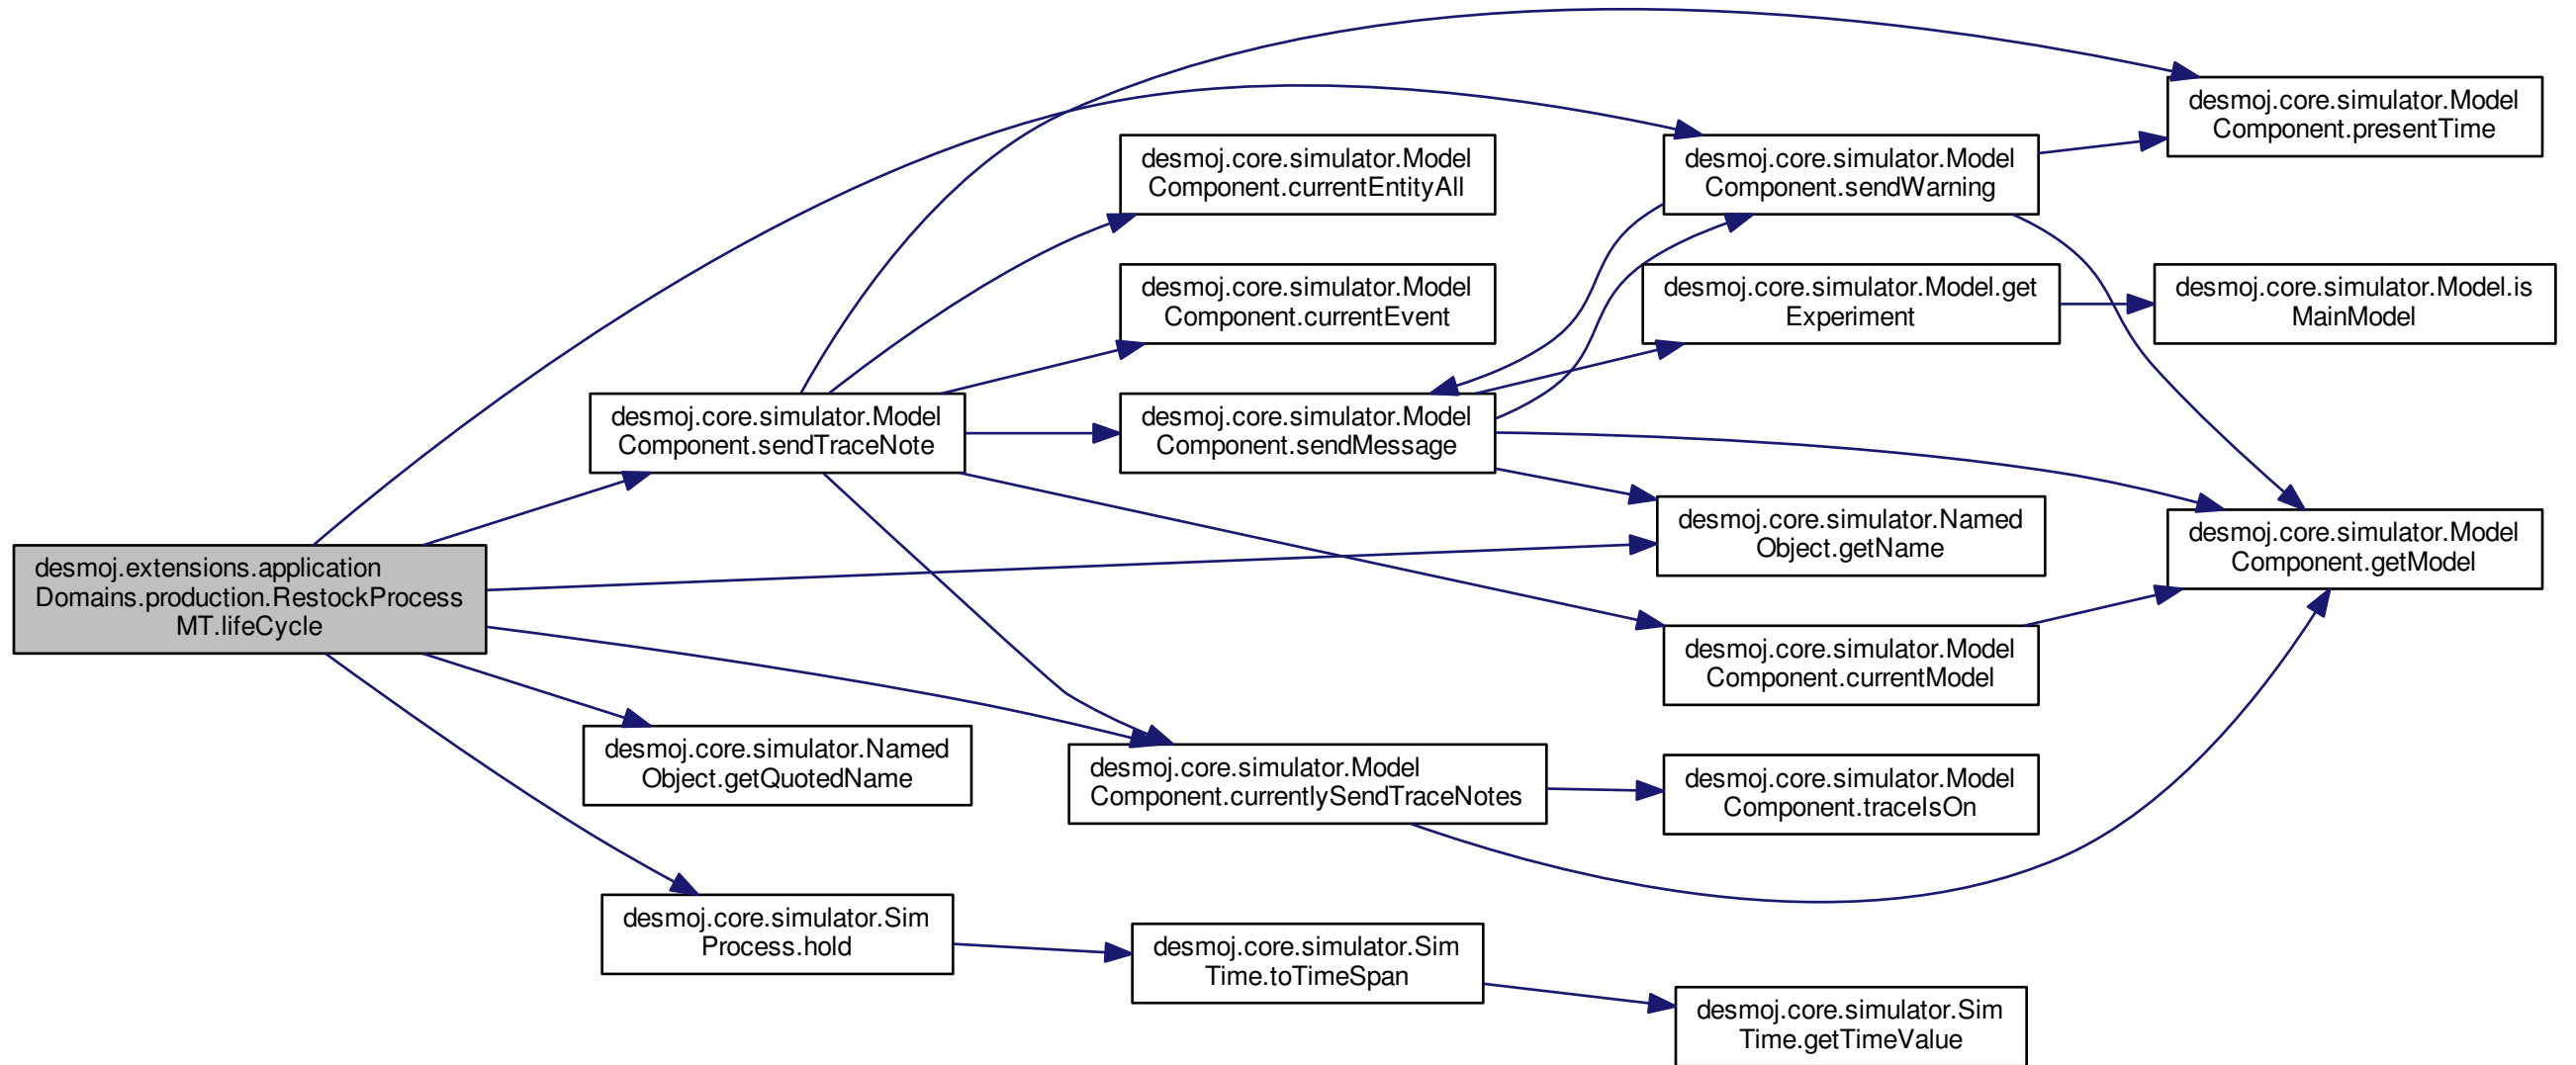 desmoj.core.simulator.Model
Component.presentTime
desmoj.core.simulator.Model
Component.currentEntityAll
desmoj.core.simulator.Model
Component.sendWarning
desmoj.core.simulator.Model
Component.currentEvent
desmoj.core.simulator.Model.get
Experiment
desmoj.core.simulator.Model.is
MainModel
desmoj.core.simulator.Model
Component.sendTraceNote
desmoj.core.simulator.Model
Component.sendMessage
desmoj.core.simulator.Named
Object.getName
desmoj.core.simulator.Model
Component.getModel
desmoj.extensions.application
Domains.production.RestockProcess
MT.lifeCycle
desmoj.core.simulator.Model
Component.currentModel
desmoj.core.simulator.Named
Object.getQuotedName
desmoj.core.simulator.Model
Component.currentlySendTraceNotes
desmoj.core.simulator.Model
Component.traceIsOn
desmoj.core.simulator.Sim
Process.hold
desmoj.core.simulator.Sim
Time.toTimeSpan
desmoj.core.simulator.Sim
Time.getTimeValue